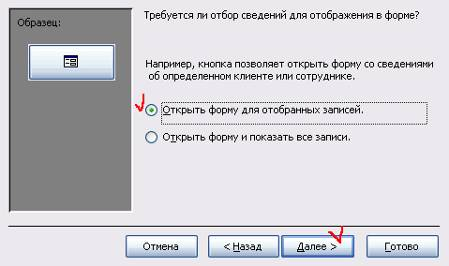 Образец:
Требуется ли отбор сведений для отображения в форме?
Например, кнопка позволяет открыть форму со сведениями
об определенном клиенте или сотруднике.
Открыть форму для отобранных записей.
Открыть форму и показать все записи.
Отмена
< Назад
Далее >
Готово